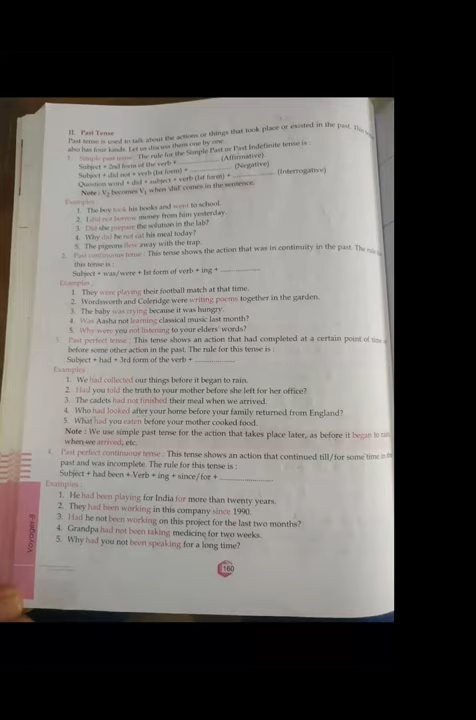 II. Past Tense
Past tense is used to talk about the actions or things that took place or existed in the past. This
also has four kinds. Let us discuss them one by one.
1. Simple past tense : The rule for the Simple Past or Past Indefinite tense is :
Subject + 2nd form of the verb + .................... (Affirmative)
Subject + did not + verb (Ist form) + .................... (Negative)
Question word + did + subject + verb (Ist form) + .................... (Interrogative)
Note : V2 becomes V1 when 'did' comes in the sentence.
Examples :
1. The boy took his books and went to school.
2. I did not borrow money from him yesterday.
3. Did she prepare the solution in the lab?
4. Why did he not eat his meal today?
5. The pigeons flew away with the trap.
2. Past continuous tense : This tense shows the action that was in continuity in the past. The rule
this tense is :
Subject + was/were + Ist form of verb + ing + ....................
Examples :
1. They were playing their football match at that time.
2. Wordsworth and Coleridge were writing poems together in the garden.
3. The baby was crying because it was hungry.
4. Was Aasha not learning classical music last month?
5. Why were you not listening to your elders' words?
3. Past perfect tense : This tense shows an action that had completed at a certain point of time
before some other action in the past. The rule for this tense is :
Subject + had + 3rd form of the verb + ....................
Examples :
1. We had collected our things before it began to rain.
2. Had you told the truth to your mother before she left for her office?
3. The cadets had not finished their meal when we arrived.
4. Who had looked after your home before your family returned from England?
5. What had you eaten before your mother cooked food.
Note : We use simple past tense for the action that takes place later, as before it began to rain,
when we arrived, etc.
4. Past perfect continuous tense : This tense shows an action that continued till/for some time in the
past and was incomplete. The rule for this tense is :
Subject + had been + Verb + ing + since/for + ....................
Examples :
1. He had been playing for India for more than twenty years.
2. They had been working in this company since 1990.
3. Had he not been working on this project for the last two months?
4. Grandpa had not been taking medicine for two weeks.
5. Why had you not been speaking for a long time?
Voyager-8
160